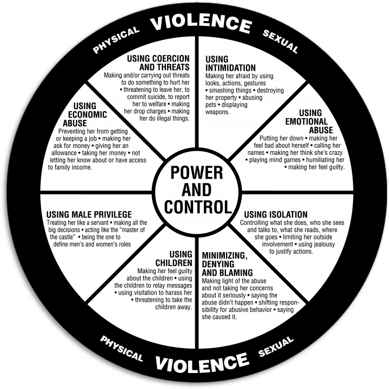 PHYSICAL VIOLENCE SEXUAL
USING COERCION
AND THREATS
Making and/or carrying out threats
to do something to hurt her
• threatening to leave her, to
commit suicide, to report
her to welfare • making
her drop charges • making
her do illegal things.
USING
INTIMIDATION
Making her afraid by using
looks, actions, gestures
• smashing things • destroying
her property • abusing
pets • displaying
weapons.
USING
ECONOMIC
ABUSE
Preventing her from getting
or keeping a job • making her
ask for money • giving her an
allowance • taking her money • not
letting her know about or have access
to family income.
USING
EMOTIONAL
ABUSE
Putting her down • making her
feel bad about herself • calling her
names • making her think she's crazy
• playing mind games • humiliating her
• making her feel guilty.
POWER
AND
CONTROL
USING MALE PRIVILEGE
Treating her like a servant • making all the
big decisions • acting like the "master of
the castle" • being the one to
define men's and women's roles
USING ISOLATION
Controlling what she does, who she sees
and talks to, what she reads, where
she goes • limiting her outside
involvement • using jealousy
to justify actions.
USING
CHILDREN
Making her feel guilty
about the children • using
the children to relay messages
• using visitation to harass her
• threatening to take the
children away.
MINIMIZING,
DENYING
AND BLAMING
Making light of the abuse
and not taking her concerns
about it seriously • saying the
abuse didn't happen • shifting respon-
sibility for abusive behavior • saying
she caused it.
PHYSICAL VIOLENCE SEXUAL